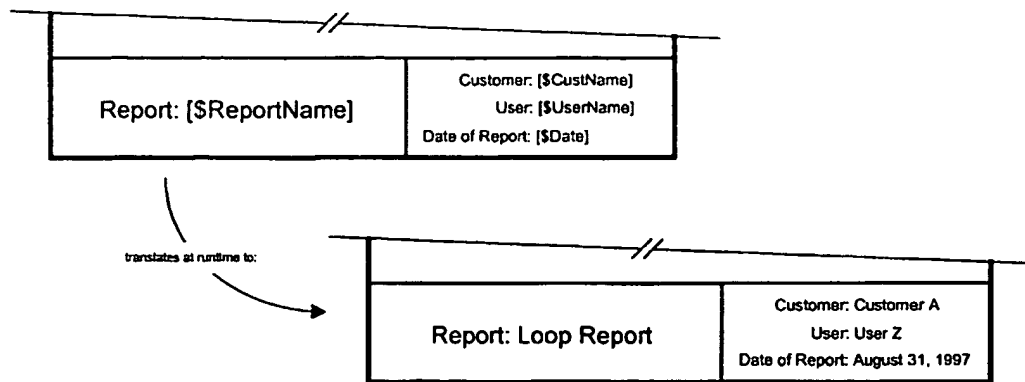 Report: [$ReportName]
Customer: [$CustName]
User: [$UserName]
Date of Report: [$Date]
translates at runtime to:
Report: Loop Report
Customer: Customer A
User: User Z
Date of Report: August 31, 1997